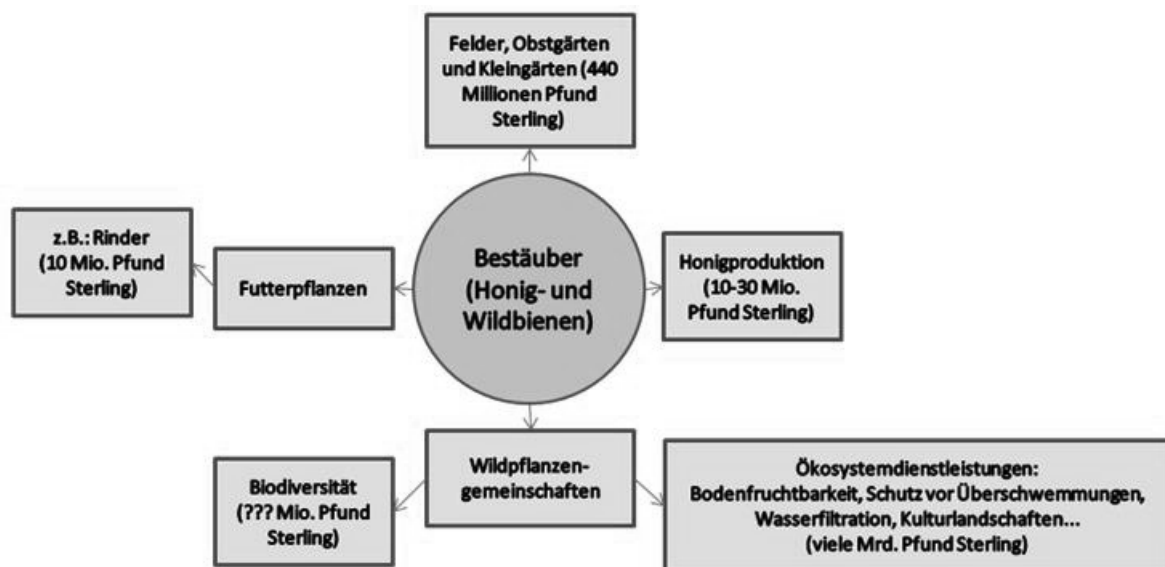 Felder, Obstgärten
und Kleingärten (440
Millionen Pfund
Sterling)
z.B.: Rinder
(10 Mio. Pfund
Sterling)
Futterpflanzen
Bestäuber
(Honig- und
Wildbienen)
Honigproduktion
(10-30 Mio.
Pfund Sterling)
Biodiversität
(??? Mio. Pfund
Sterling)
Wildpflanzen-
gemeinschaften
Ökosystemdienstleistungen:
Bodenfruchtbarkeit, Schutz vor Überschwemmungen,
Wasserfiltration, Kulturlandschaften...
(viele Mrd. Pfund Sterling)